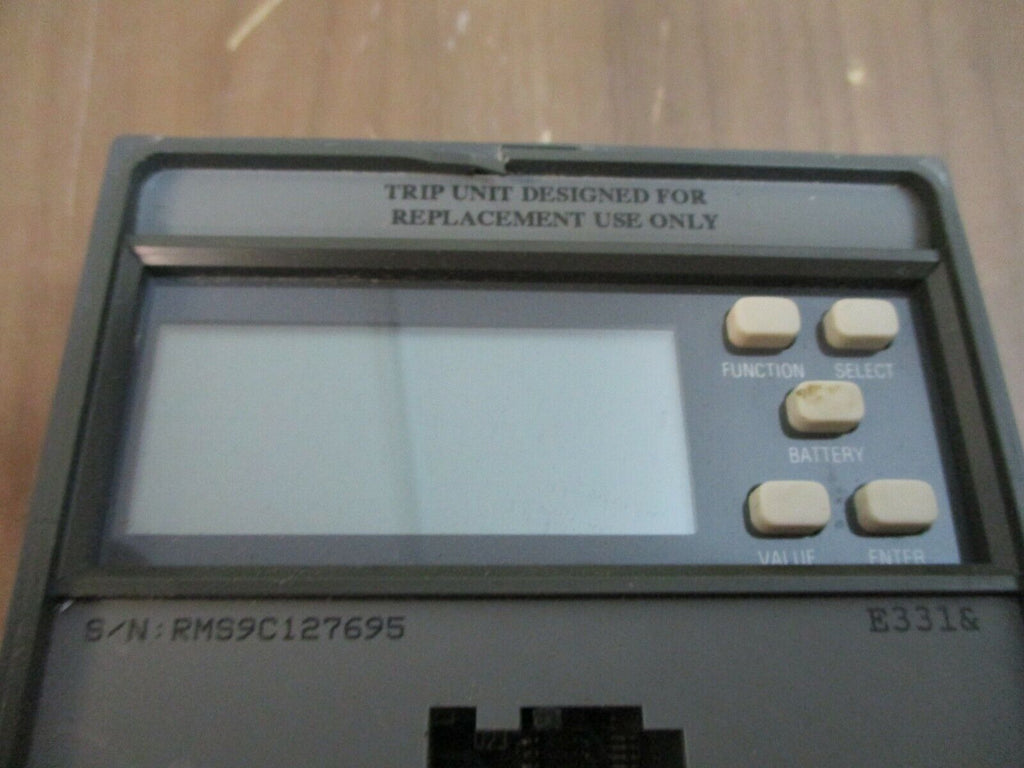 TRIP UNIT DESIGNED FOR
REPLACEMENT USE ONLY
FUNCTION SELECT
BATTERY
VALUE ENTER
S/N:RMS9C127695 E331&